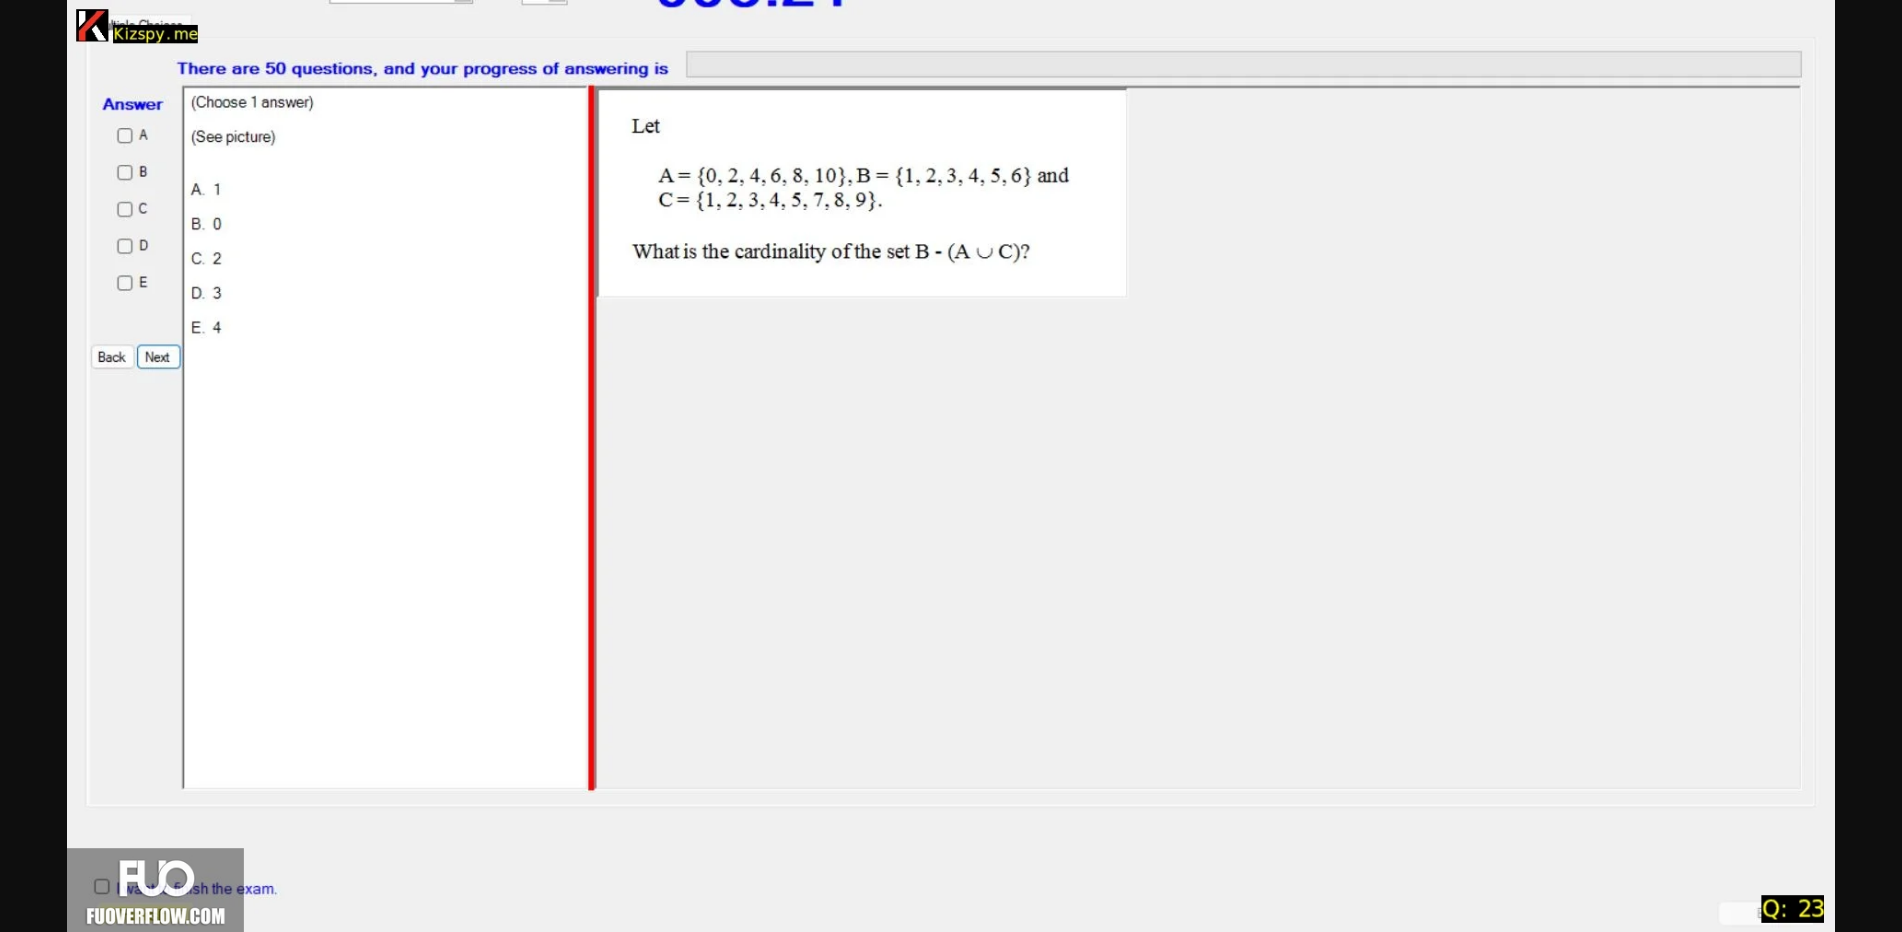 Kizspy.me
There are 50 questions, and your progress of answering is
Answer
A
B
C
D
E
Back Next
(Choose 1 answer)
(See picture)
A. 1
B. 0
C. 2
D. 3
E. 4
Let
A = {0, 2, 4, 6, 8, 10}, B = {1, 2, 3, 4, 5, 6} and
C = {1, 2, 3, 4, 5, 7, 8, 9}.
What is the cardinality of the set B - (A ∪ C)?
FUO
the exam.
FUOVERFLOW.COM
Q: 23